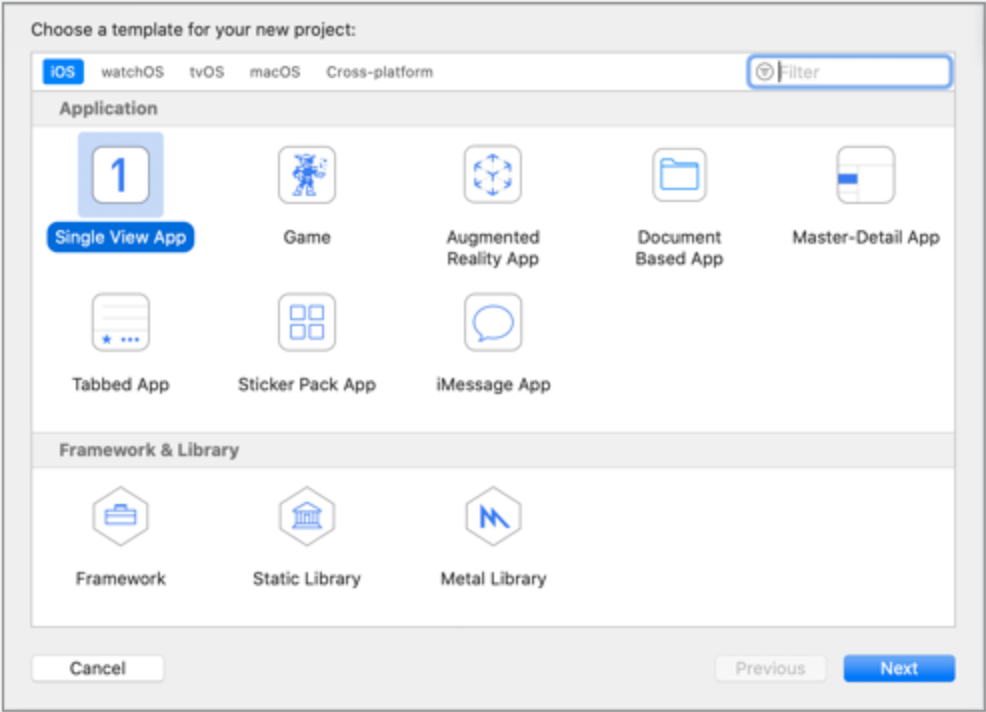 Choose a template for your new project:
iOS watchOS tvOS macOS Cross-platform Filter
Application
1
Single View App Game Augmented Reality App Document Based App Master-Detail App
Tabbed App Sticker Pack App iMessage App
Framework & Library
Framework Static Library Metal Library
Cancel Previous Next